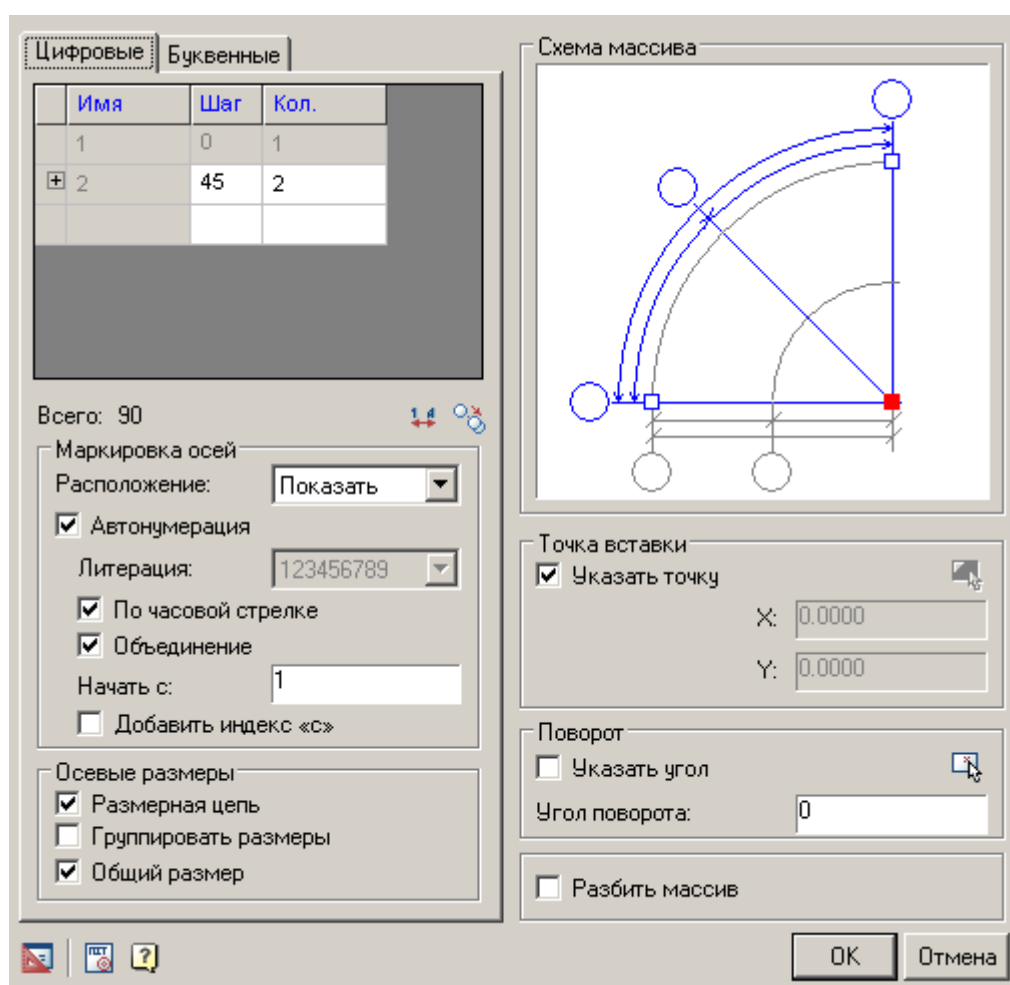 Цифровые Буквенные
Имя Шаг Кол.
1 0 1
2 45 2
Всего: 90
Маркировка осей
Расположение: Показать
Автонумерация
Литерация: 123456789
По часовой стрелке
Объединение
Начать с: 1
Добавить индекс «с»
Осевые размеры
Размерная цепь
Группировать размеры
Общий размер
Схема массива
Точка вставки
Указать точку
X: 0.0000
Y: 0.0000
Поворот
Указать угол
Угол поворота: 0
Разбить массив
OK Отмена